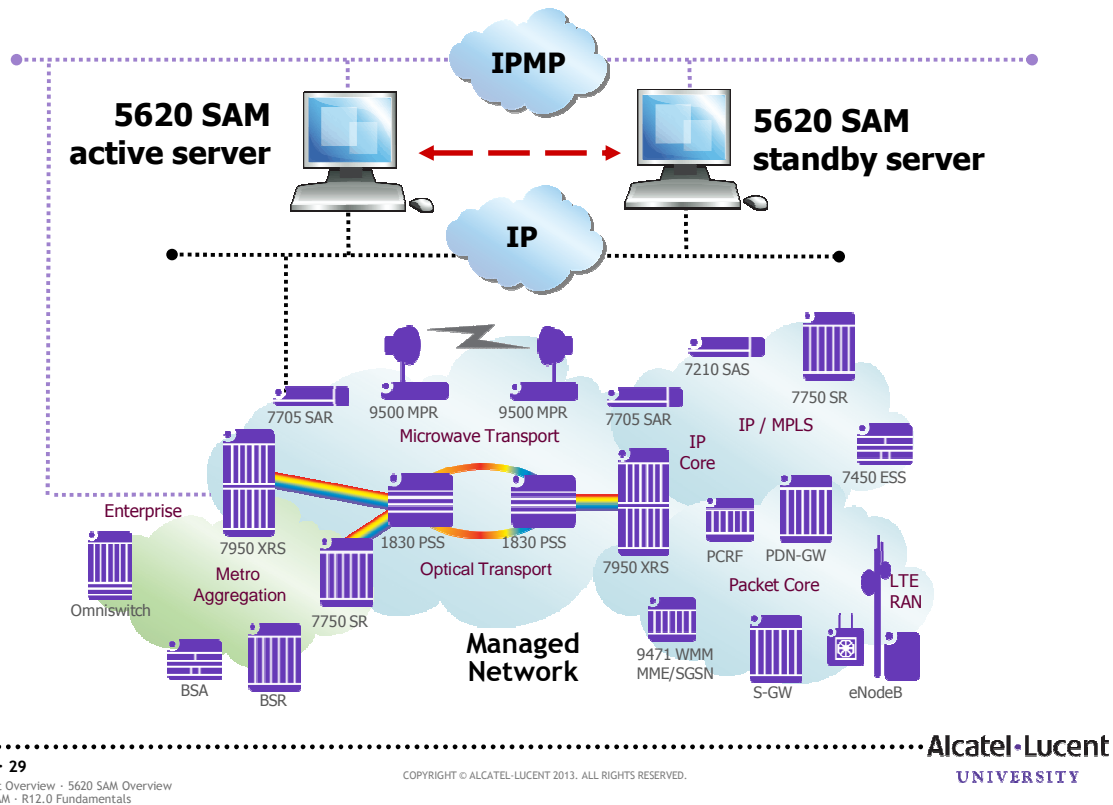 IPMP
5620 SAM
active server
5620 SAM
standby server
IP
7705 SAR
9500 MPR
9500 MPR
7705 SAR
7210 SAS
7750 SR
Microwave Transport
IP / MPLS
IP
Core
7450 ESS
Enterprise
7950 XRS
1830 PSS
1830 PSS
7950 XRS
PCRF
PDN-GW
Metro
Aggregation
Optical Transport
Packet Core
LTE
RAN
Omniswitch
7750 SR
Managed
Network
9471 WMM
MME/SGSN
S-GW
eNodeB
BSA
BSR
Alcatel·Lucent
UNIVERSITY
· 29
Overview · 5620 SAM Overview
· R12.0 Fundamentals
COPYRIGHT © ALCATEL-LUCENT 2013. ALL RIGHTS RESERVED.